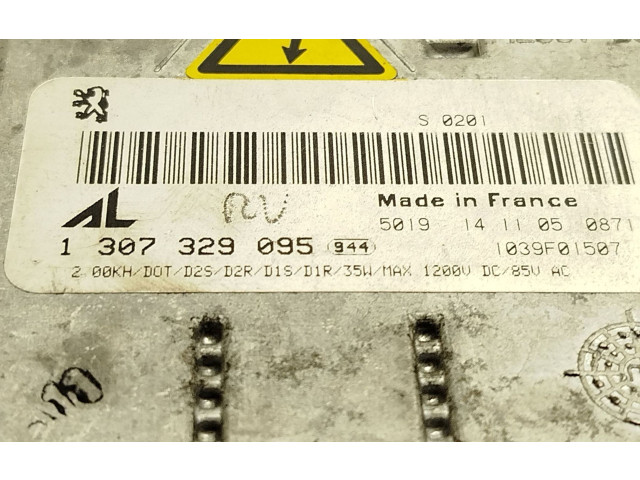 S 0201
AL
RV
Made in France
5019 14 11 05 0871
1 307 329 095 944
1039F01507
2.00KH/DOT/D2S/D2R/D1S/D1R/35W/MAX 1200V DC/85V AC